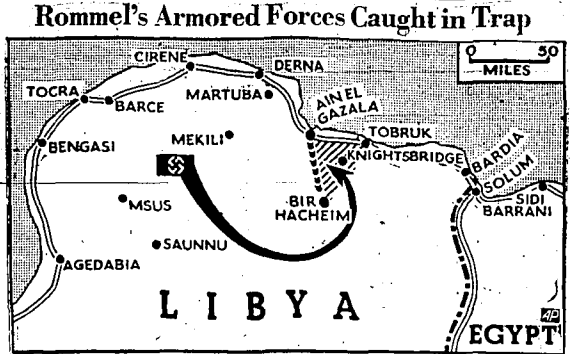 Rommel's Armored Forces Caught in Trap
0 50
MILES
CIRENE
DERNA
TOCRA
BARCE
MARTUBA
AIN EL
GAZALA
MEKILI
TOBRUK
BENGASI
KNIGHTSBRIDGE
BARDIA
SOLUM
MSUS
BIR
HACHEIM
SIDI
BARRANI
SAUNNU
AGEDABIA
LIBYA
AP
EGYPT